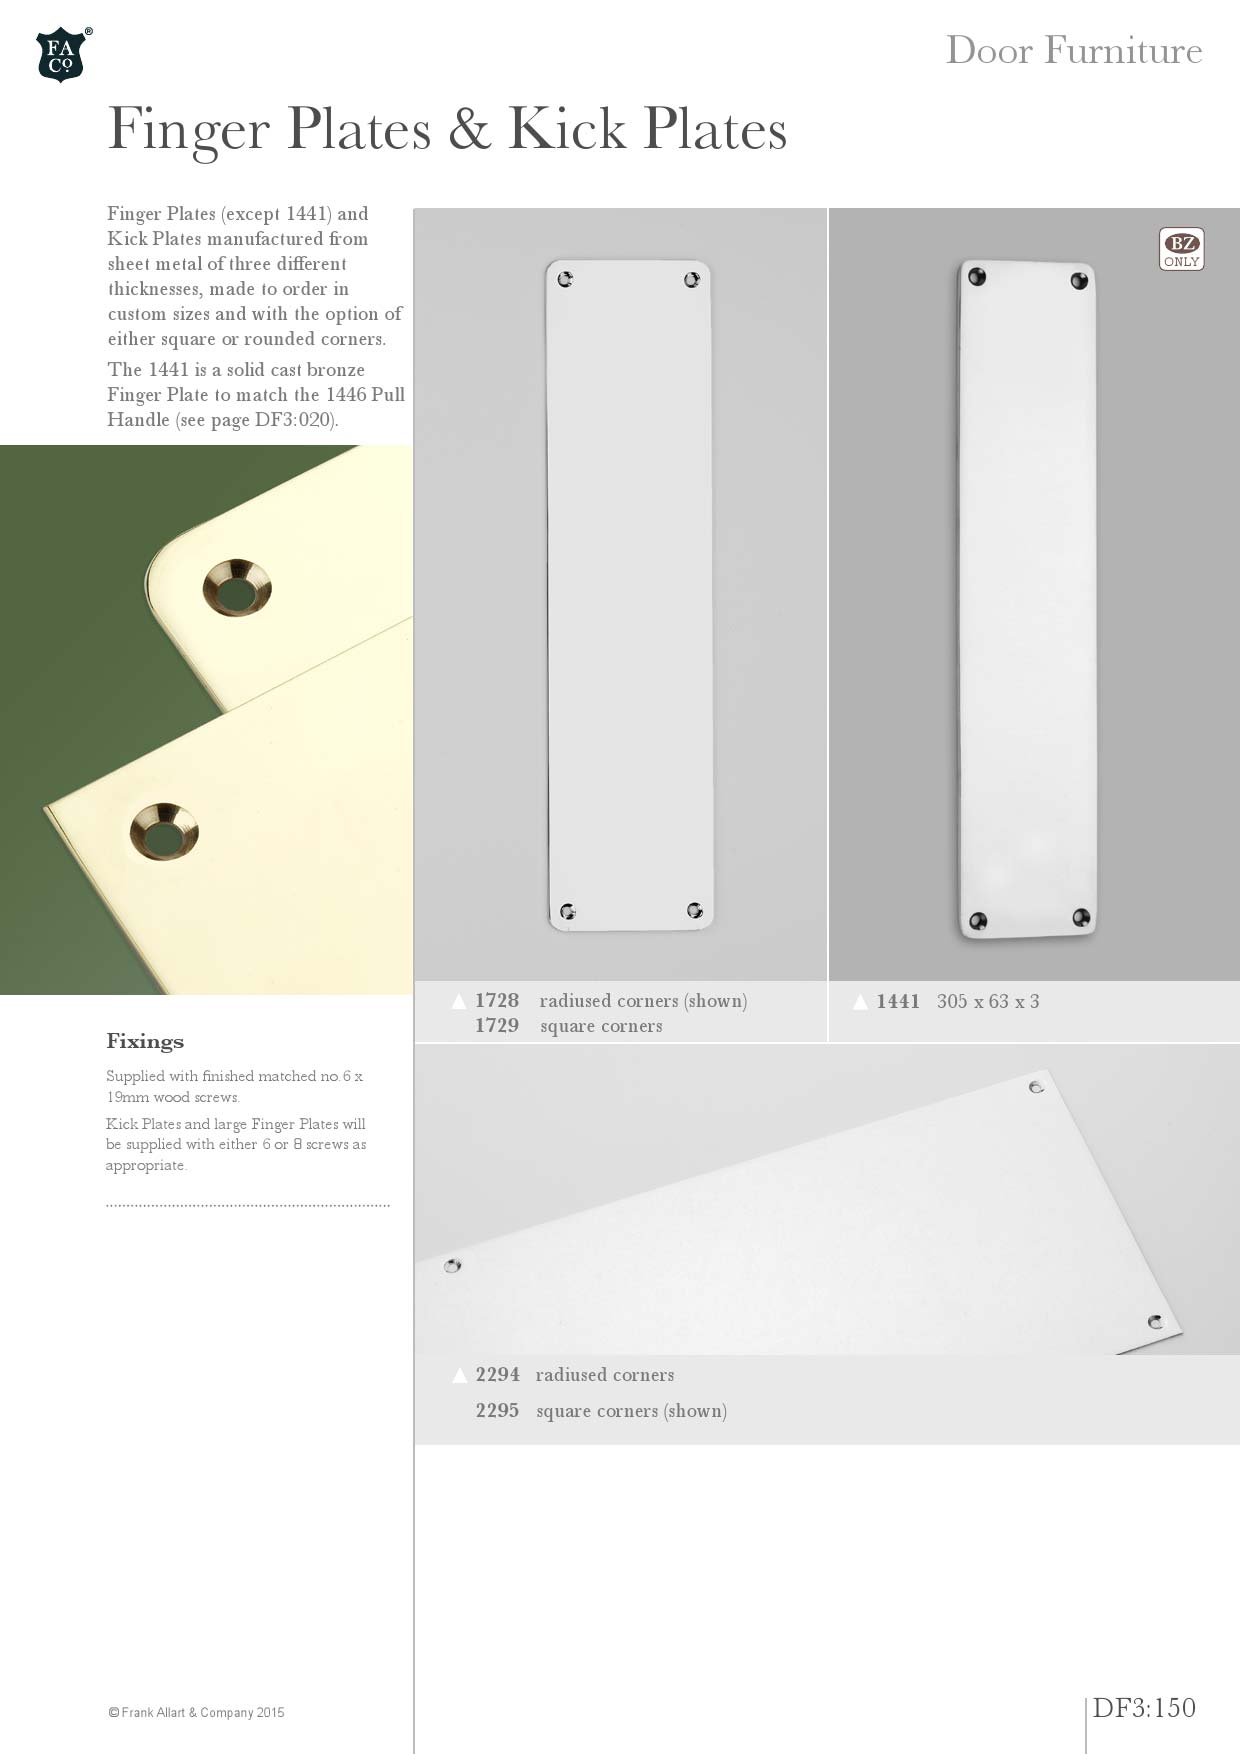 FA
Co.
®
Door Furniture
Finger Plates & Kick Plates
Finger Plates (except 1441) and
Kick Plates manufactured from
sheet metal of three different
thicknesses, made to order in
custom sizes and with the option of
either square or rounded corners.
The 1441 is a solid cast bronze
Finger Plate to match the 1446 Pull
Handle (see page DF3:020).
BZ
ONLY
1728 radiused corners (shown)
1729 square corners
1441 305 x 63 x 3
Fixings
Supplied with finished matched no.6 x
19mm wood screws.
Kick Plates and large Finger Plates will
be supplied with either 6 or 8 screws as
appropriate.
2294 radiused corners
2295 square corners (shown)
© Frank Allart & Company 2015
DF3:150